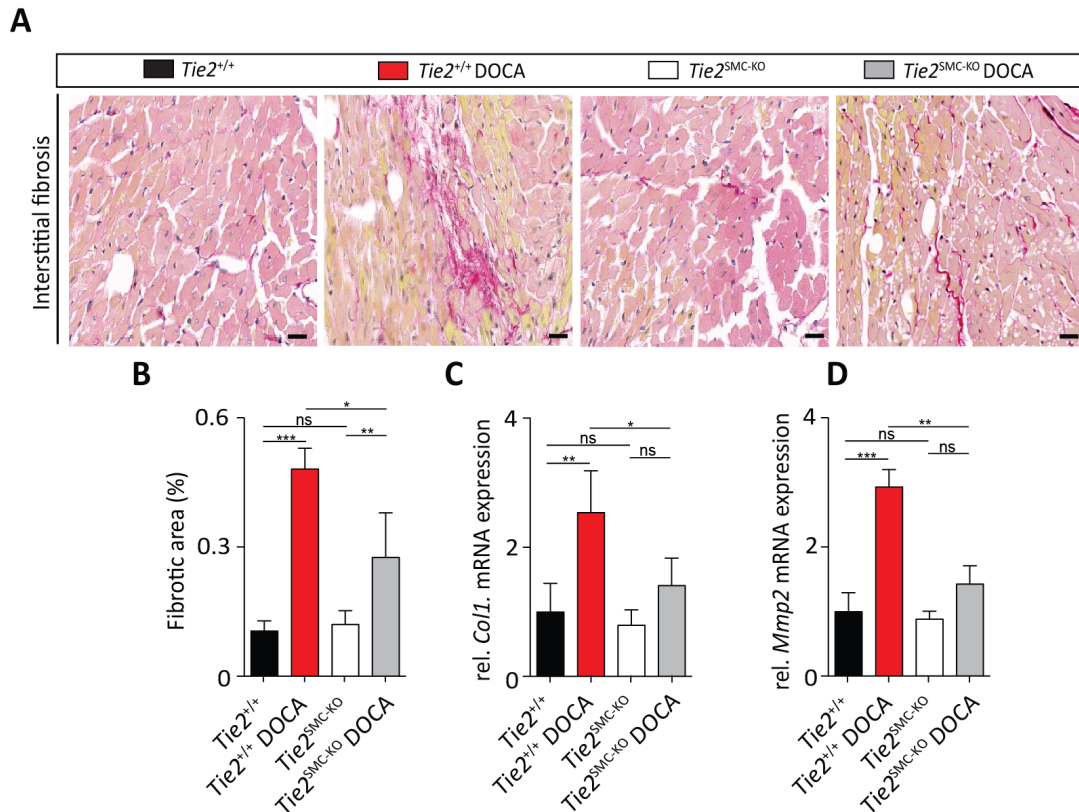 A
Tie2+/+ Tie2+/+ DOCA Tie2SMC-KO Tie2SMC-KO DOCA
Interstitial fibrosis
B
Fibrotic area (%)
0.6
0.3
0
ns
***
*
**
Tie2+/+
Tie2+/+ DOCA
Tie2SMC-KO
Tie2SMC-KO DOCA
C
rel. Col1. mRNA expression
4
2
0
*
ns
**
ns
Tie2+/+
Tie2+/+ DOCA
Tie2SMC-KO
Tie2SMC-KO DOCA
D
rel. Mmp2 mRNA expression
4
2
0
**
ns
***
ns
Tie2+/+
Tie2+/+ DOCA
Tie2SMC-KO
Tie2SMC-KO DOCA